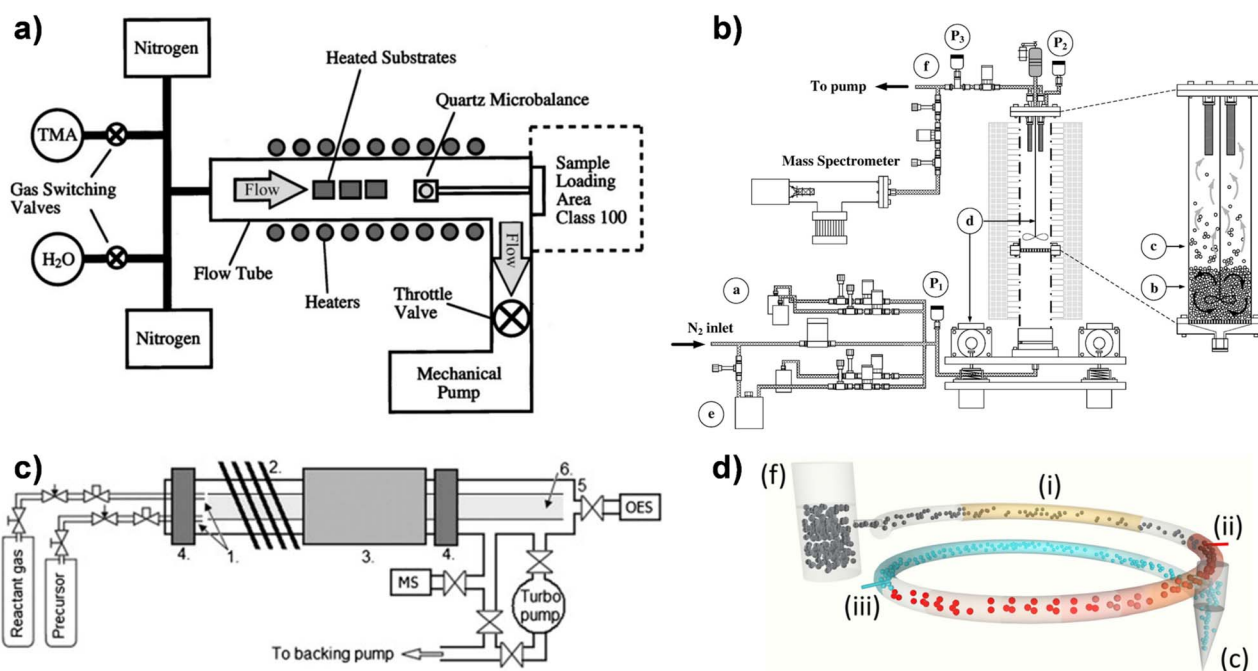 a)
Nitrogen
Heated Substrates
Quartz Microbalance
TMA
Gas Switching
Valves
H₂O
Nitrogen
Flow
Flow Tube
Heaters
Flow
Throttle
Valve
Sample
Loading
Area
Class 100
Mechanical
Pump
b)
P₃
P₂
f
To pump
Mass Spectrometer
d
c
b
a
P₁
N₂ inlet
e
c)
2.
6.
5
OES
4.
1.
3.
4.
MS
Turbo
pump
Reactant gas
Precursor
To backing pump
d)
(f)
(i)
(ii)
(iii)
(c)